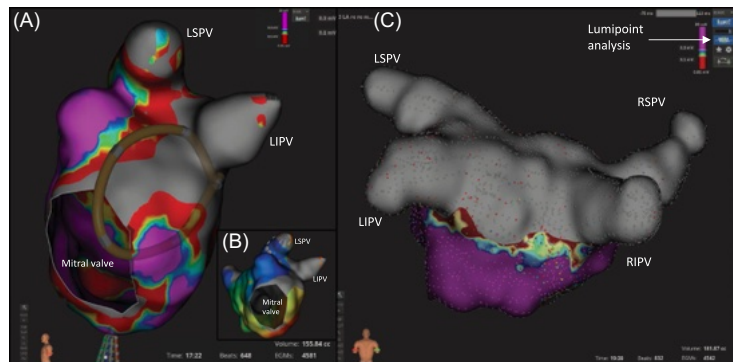 (A)
LSPV
LIPV
Mitral valve
(B)
LSPV
LIPV
Mitral
valve
Volume: 155.84 cc
Time: 17:22 Beats: 648 EGMs: 4581
(C)
Lumipoint
analysis
LSPV
RSPV
LIPV
RIPV